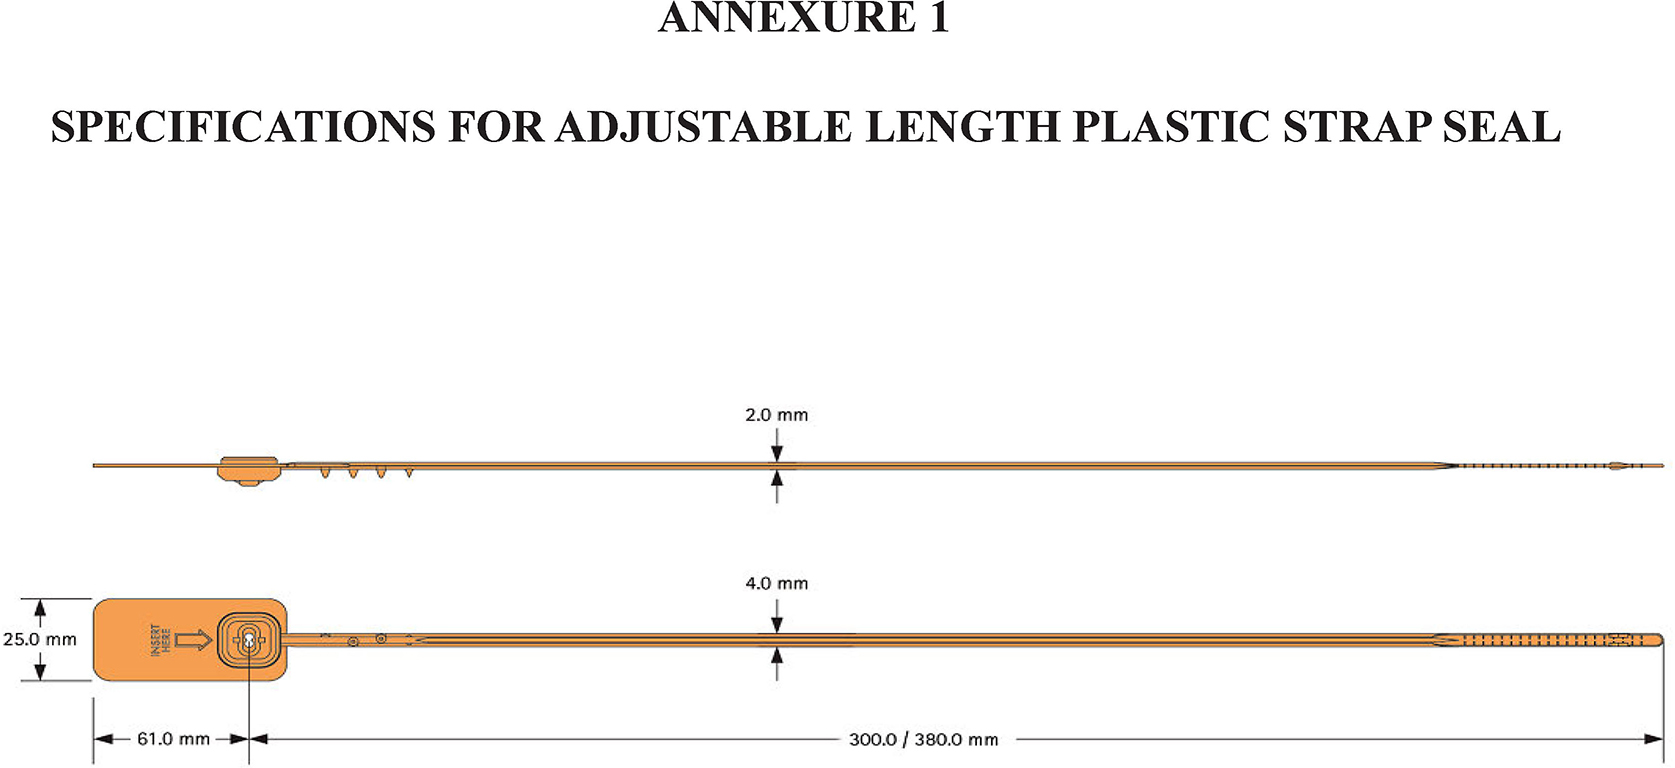 ANNEXURE 1
SPECIFICATIONS FOR ADJUSTABLE LENGTH PLASTIC STRAP SEAL
2.0 mm
4.0 mm
25.0 mm
INSERT
HERE
61.0 mm
300.0 / 380.0 mm